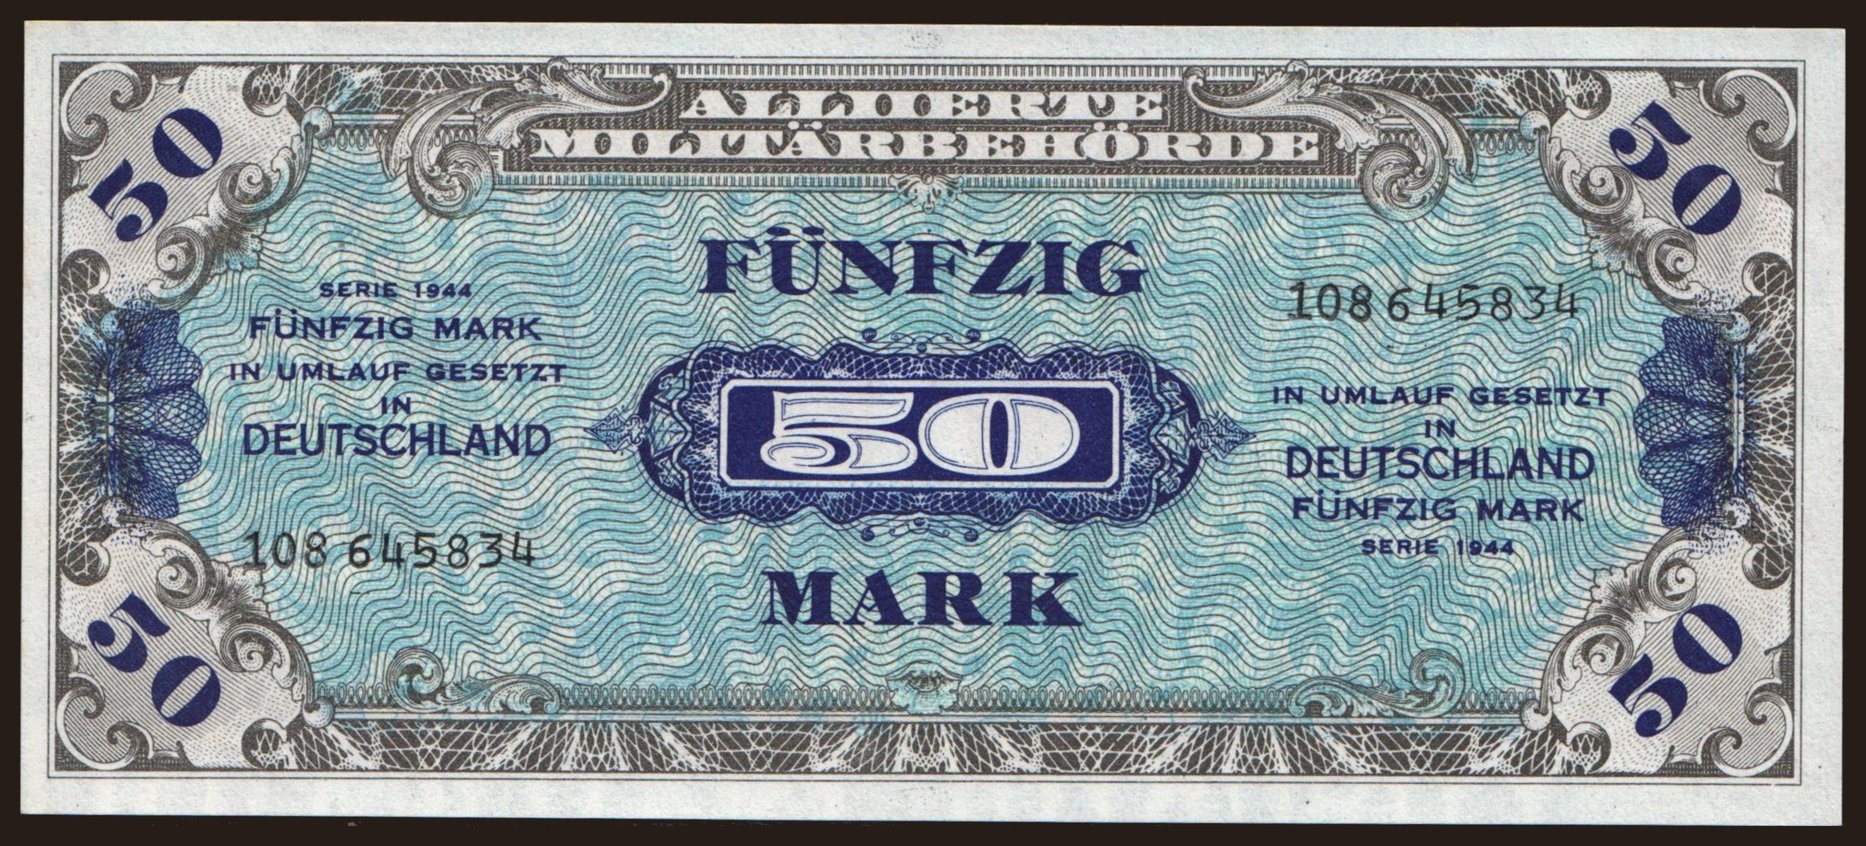 50
ALLIIERTE
MILITÄRBEHÖRDE
50
FÜNFZIG
SERIE 1944
FÜNFZIG MARK
IN UMLAUF GESETZT
IN
DEUTSCHLAND
108645834
50
108645834
IN UMLAUF GESETZT
IN
DEUTSCHLAND
FÜNFZIG MARK
SERIE 1944
MARK
50
50